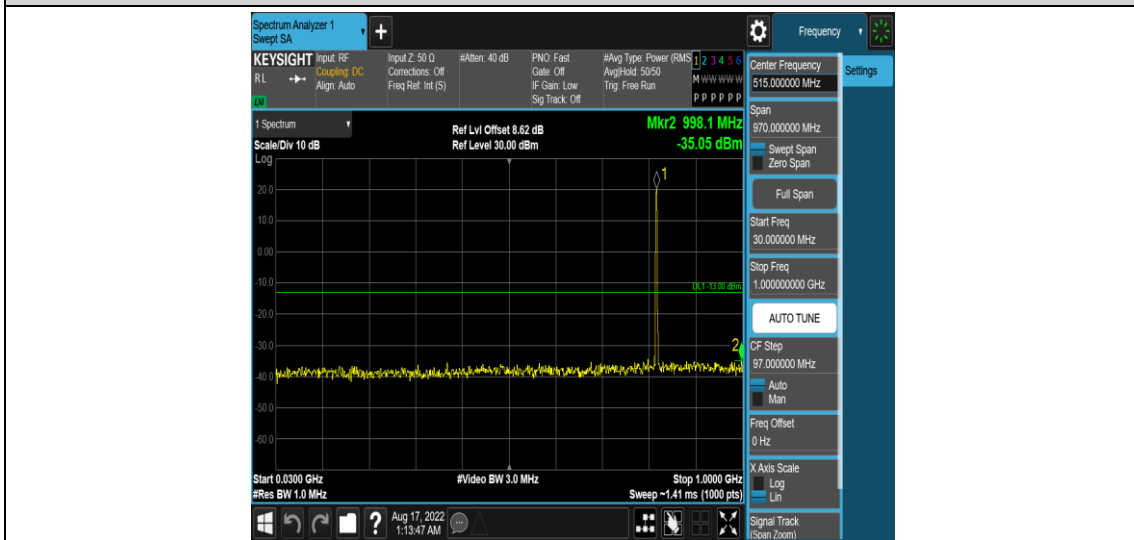 Spectrum Analyzer 1
Swept SA
+
Frequency
KEYSIGHT
RL
LXI
Input: RF
Coupling: DC
Align: Auto
Input Z: 50 Ω
Corrections: Off
Freq Ref: Int (S)
#Atten: 40 dB
PNO: Fast
Gate: Off
IF Gain: Low
Sig Track: Off
#Avg Type: Power (RMS
Avg|Hold: 50/50
Trig: Free Run
1 2 3 4 5 6
M W W W W W
P P P P P P
1 Spectrum
Scale/Div 10 dB
Log
Ref Lvl Offset 8.62 dB
Ref Level 30.00 dBm
Mkr2 998.1 MHz
-35.05 dBm
1
20.0
10.0
0.00
-10.0
DL1 -13.00 dBm
-20.0
-30.0
2
-40.0
-50.0
-60.0
Start 0.0300 GHz
#Res BW 1.0 MHz
#Video BW 3.0 MHz
Stop 1.0000 GHz
Sweep ~1.41 ms (1000 pts)
?
Aug 17, 2022
1:13:47 AM
Center Frequency
515.000000 MHz
Settings
Span
970.000000 MHz
Swept Span
Zero Span
Full Span
Start Freq
30.000000 MHz
Stop Freq
1.000000000 GHz
AUTO TUNE
CF Step
97.000000 MHz
Auto
Man
Freq Offset
0 Hz
X Axis Scale
Log
Lin
Signal Track
(Span Zoom)